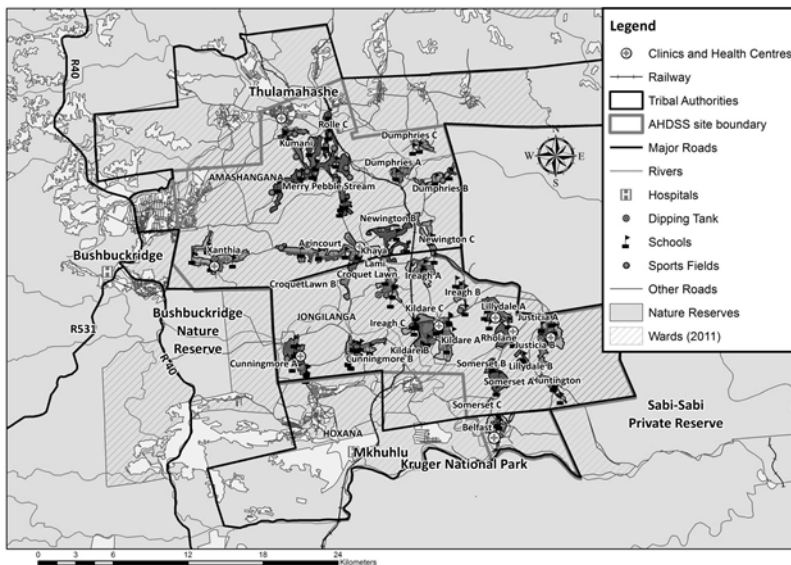 Legend
Clinics and Health Centres
Railway
Tribal Authorities
AHDSS site boundary
Major Roads
Rivers
Hospitals
Dipping Tank
Schools
Sports Fields
Other Roads
Nature Reserves
Wards (2011)
R40
Thulamahashe
Rolle C
Kumani
Dumphries C
N
W
E
S
Dumphries A
AMASHANGANA
Merry Pebble Stream
Dumphries B
Newington B
Agincourt
Newington C
Xanthia
Khaya
Lami
Bushbuckridge
Croquet Lawn
Ireagh A
CroquetLawn B
Ireagh B
Lillydale A
Bushbuckridge
Nature
Reserve
JONGILANGA
Kildare C
Justicia A
R531
Ireagh C
Rholane
Kildare A
Justicia B
KildareB
Cunningmore A
Cunningmore B
Somerset B
Lillydale B
R-40
Somerset A
Huntington
Somerset C
Sabi-Sabi
Private Reserve
HOXANA
Belfast
Mkhuhlu
Kruger National Park
0 3 6 12 18 24
Kilometers